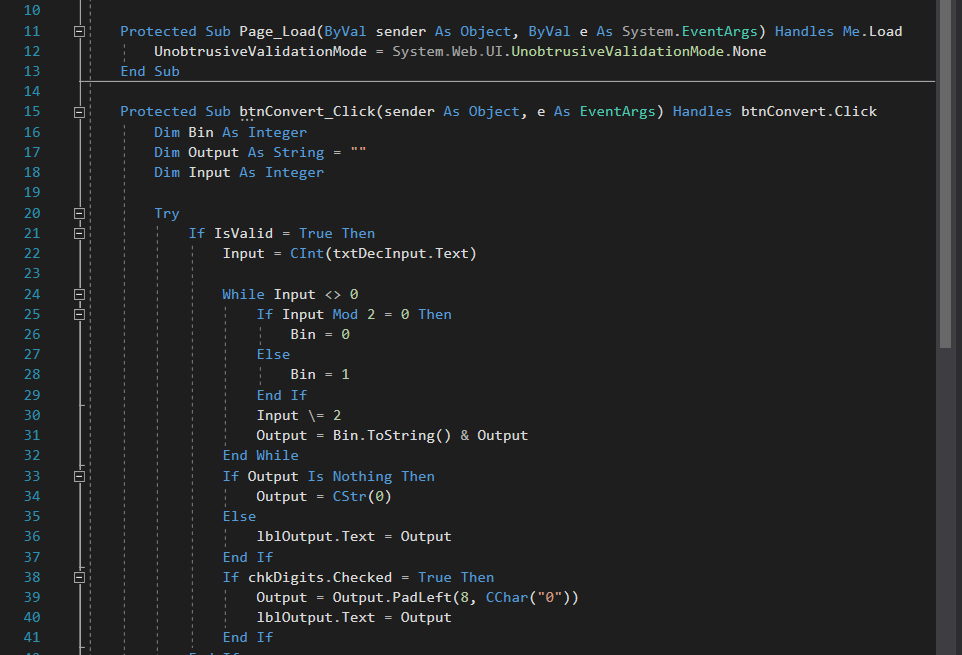 10
11 Protected Sub Page_Load(ByVal sender As Object, ByVal e As System.EventArgs) Handles Me.Load
12 UnobtrusiveValidationMode = System.Web.UI.UnobtrusiveValidationMode.None
13 End Sub
14
15 Protected Sub btnConvert_Click(sender As Object, e As EventArgs) Handles btnConvert.Click
16 Dim Bin As Integer
17 Dim Output As String = ""
18 Dim Input As Integer
19
20 Try
21 If IsValid = True Then
22 Input = CInt(txtDecInput.Text)
23
24 While Input <> 0
25 If Input Mod 2 = 0 Then
26 Bin = 0
27 Else
28 Bin = 1
29 End If
30 Input \= 2
31 Output = Bin.ToString() & Output
32 End While
33 If Output Is Nothing Then
34 Output = CStr(0)
35 Else
36 lblOutput.Text = Output
37 End If
38 If chkDigits.Checked = True Then
39 Output = Output.PadLeft(8, CChar("0"))
40 lblOutput.Text = Output
41 End If